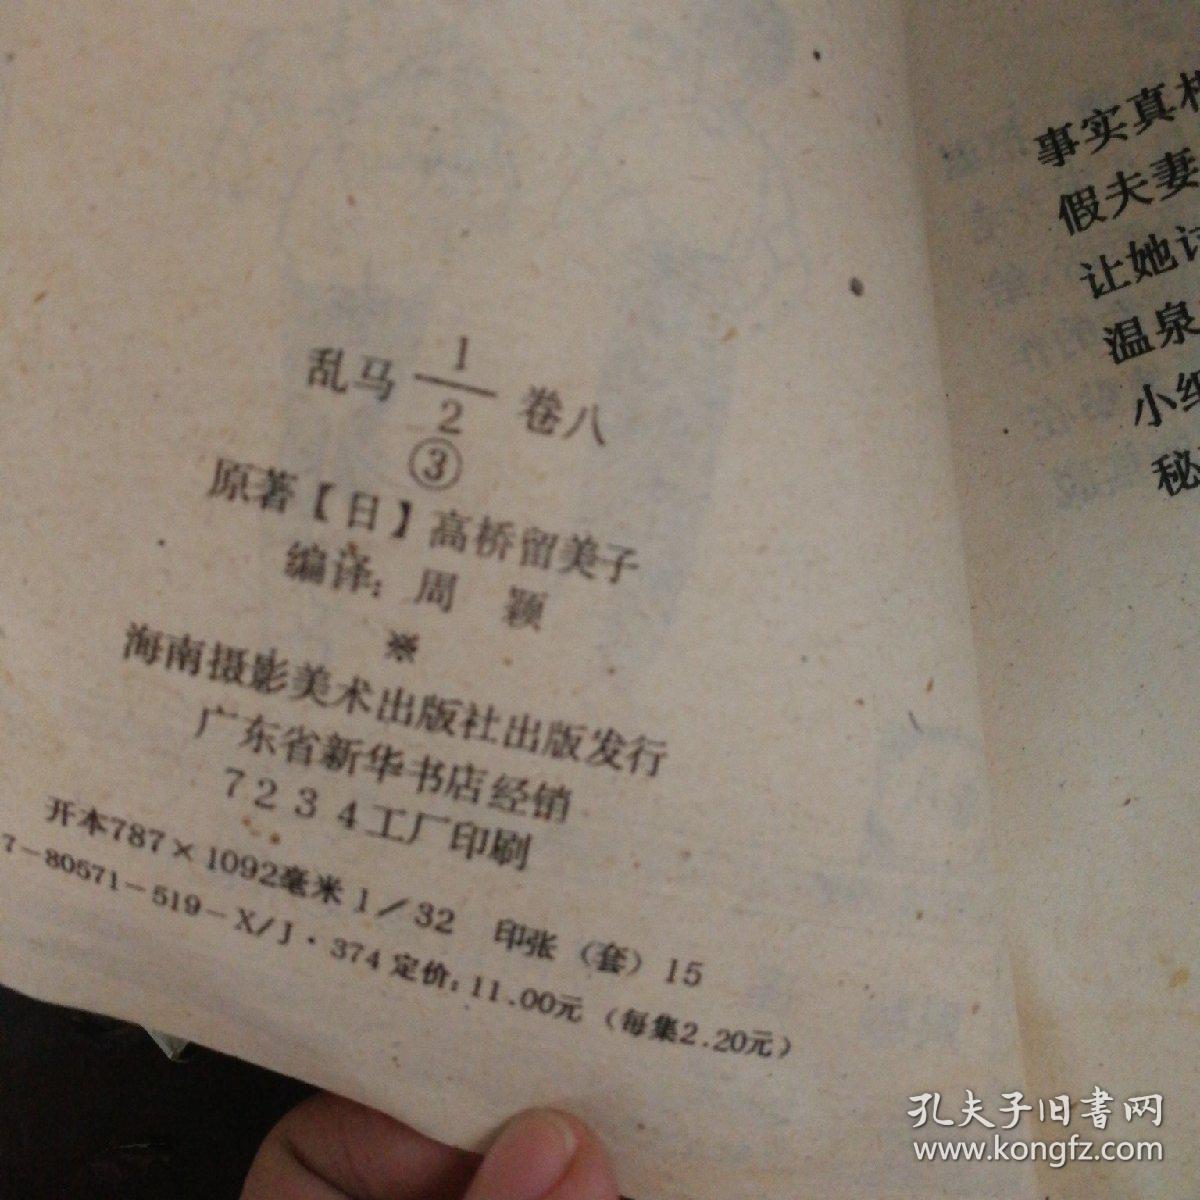 乱马 1/2 卷八
③
原著【日】高桥留美子
编译：周 颖
※
海南摄影美术出版社出版发行
广东省新华书店经销
7234工厂印刷
开本787×1092毫米 1／32 印张（套）15
7－80571－519－X/J·374 定价：11.00元（每集2.20元）
事实真
假夫妻
让她
温泉
小
秘
孔夫子旧書网
www.kongfz.com